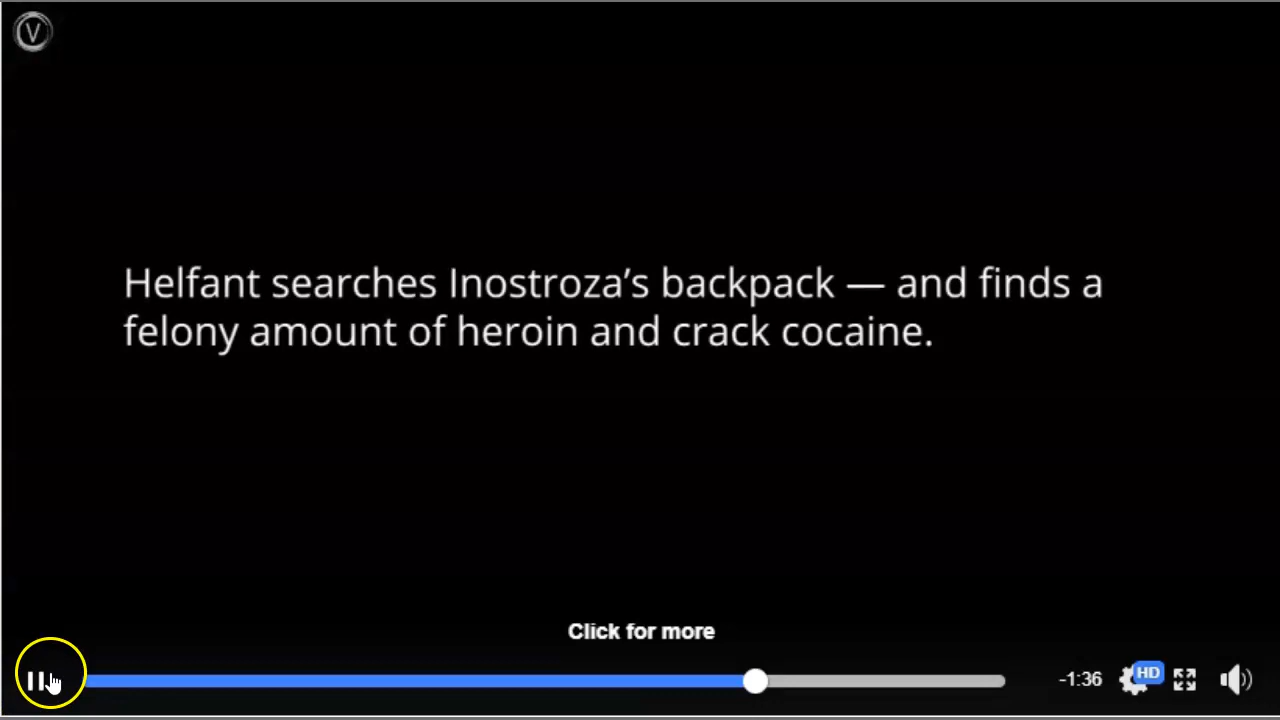 V
Helfant searches Inostroza’s backpack — and finds a
felony amount of heroin and crack cocaine.
Click for more
-1:36
HD